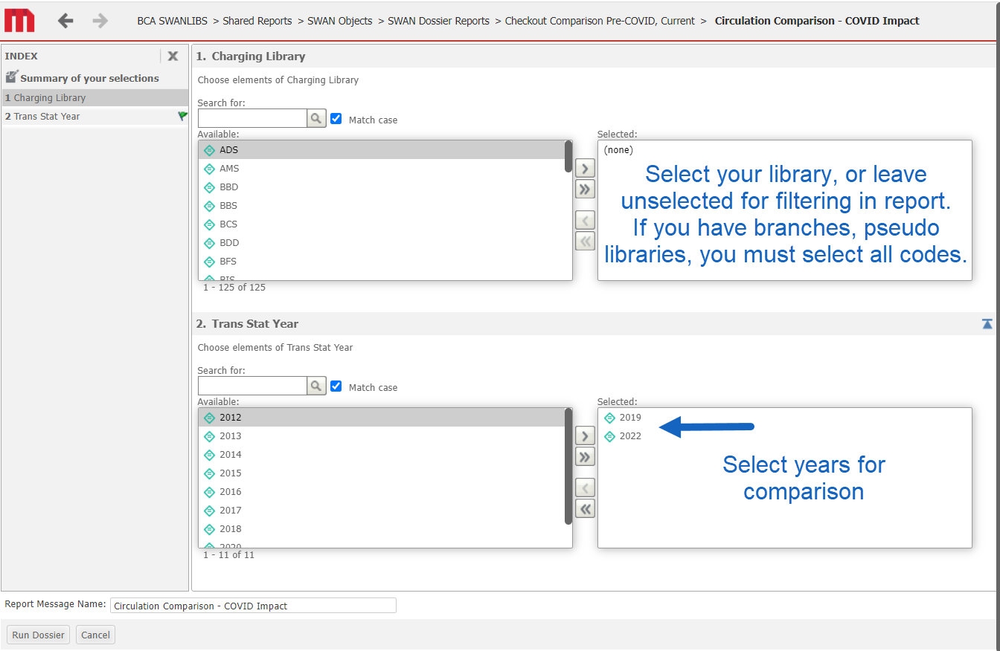 BCA SWANLIBS > Shared Reports > SWAN Objects > SWAN Dossier Reports > Checkout Comparison Pre-COVID, Current > Circulation Comparison - COVID Impact
INDEX
Summary of your selections
1 Charging Library
2 Trans Stat Year
1. Charging Library
Choose elements of Charging Library
Search for:
Match case
Available:
ADS
AMS
BBD
BBS
BCS
BDD
BFS
BIS
1 - 125 of 125
Selected:
(none)
Select your library, or leave
unselected for filtering in report.
If you have branches, pseudo
libraries, you must select all codes.
2. Trans Stat Year
Choose elements of Trans Stat Year
Search for:
Match case
Available:
2012
2013
2014
2015
2016
2017
2018
2020
1 - 11 of 11
Selected:
2019
2022
Select years for
comparison
Report Message Name: Circulation Comparison - COVID Impact
Run Dossier Cancel